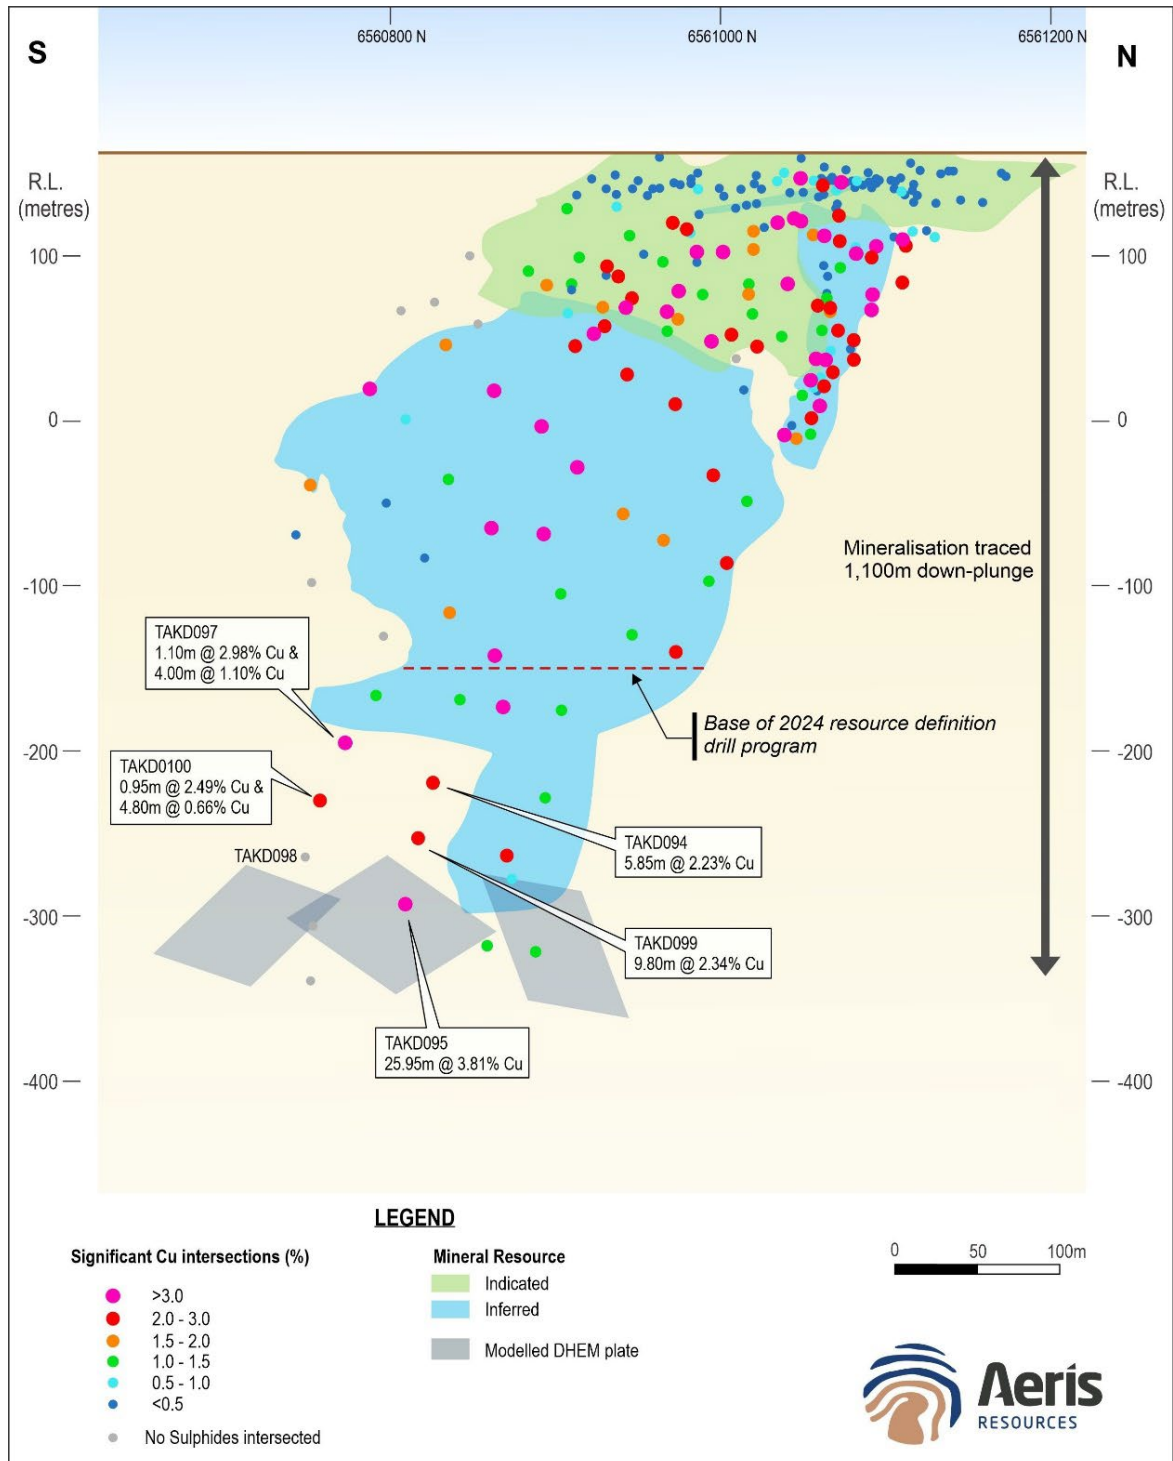 S
N
6560800 N
6561000 N
6561200 N
R.L.
(metres)
R.L.
(metres)
100
100
0
0
-100
-100
-200
-200
-300
-300
-400
-400
Mineralisation traced
1,100m down-plunge
TAKD097
1.10m @ 2.98% Cu &
4.00m @ 1.10% Cu
Base of 2024 resource definition
drill program
TAKD0100
0.95m @ 2.49% Cu &
4.80m @ 0.66% Cu
TAKD094
5.85m @ 2.23% Cu
TAKD098
TAKD099
9.80m @ 2.34% Cu
TAKD095
25.95m @ 3.81% Cu
LEGEND
Significant Cu intersections (%)
>3.0
2.0 - 3.0
1.5 - 2.0
1.0 - 1.5
0.5 - 1.0
<0.5
No Sulphides intersected
Mineral Resource
Indicated
Inferred
Modelled DHEM plate
0 50 100m
Aeris
RESOURCES